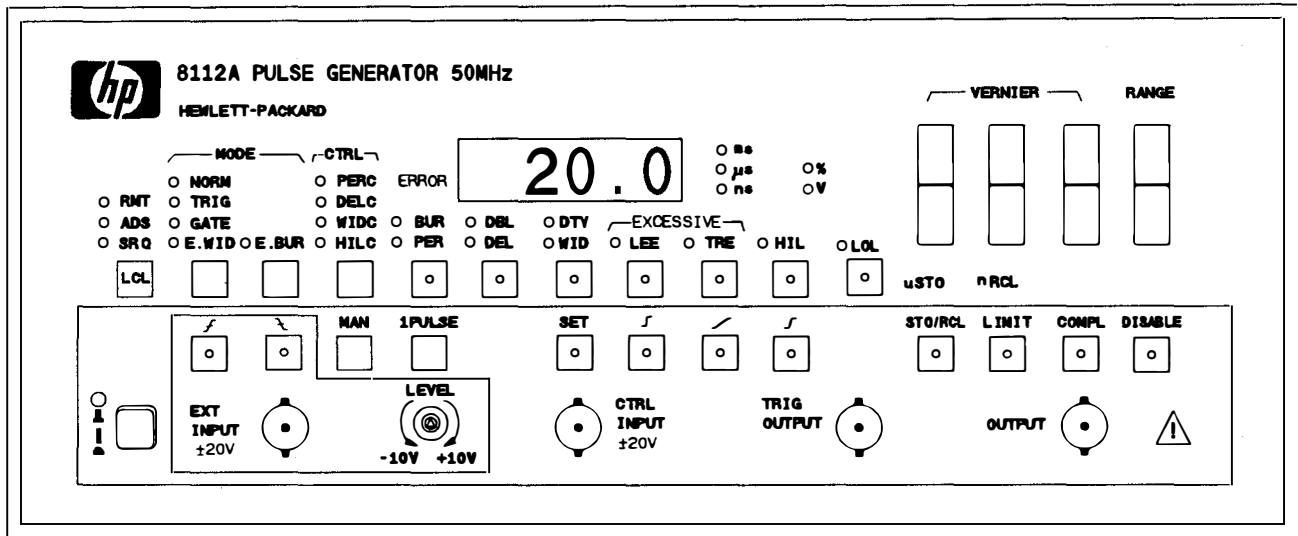 hp
8112A PULSE GENERATOR 50MHz
HEWLETT-PACKARD
VERNIER RANGE
MODE CTRL
20.0
ms
µs %
ns V
NORM PERC ERROR
RMT TRIG DELC
ADS GATE WIDC BUR DBL DTY EXCESSIVE
SRQ E.WID E.BUR HILC PER DEL WID LEE TRE HIL LOL
LCL
uSTO nRCL
MAN 1PULSE SET STO/RCL LIMIT COMPL DISABLE
LEVEL
EXT INPUT ±20V
-10V +10V
CTRL INPUT ±20V
TRIG OUTPUT
OUTPUT